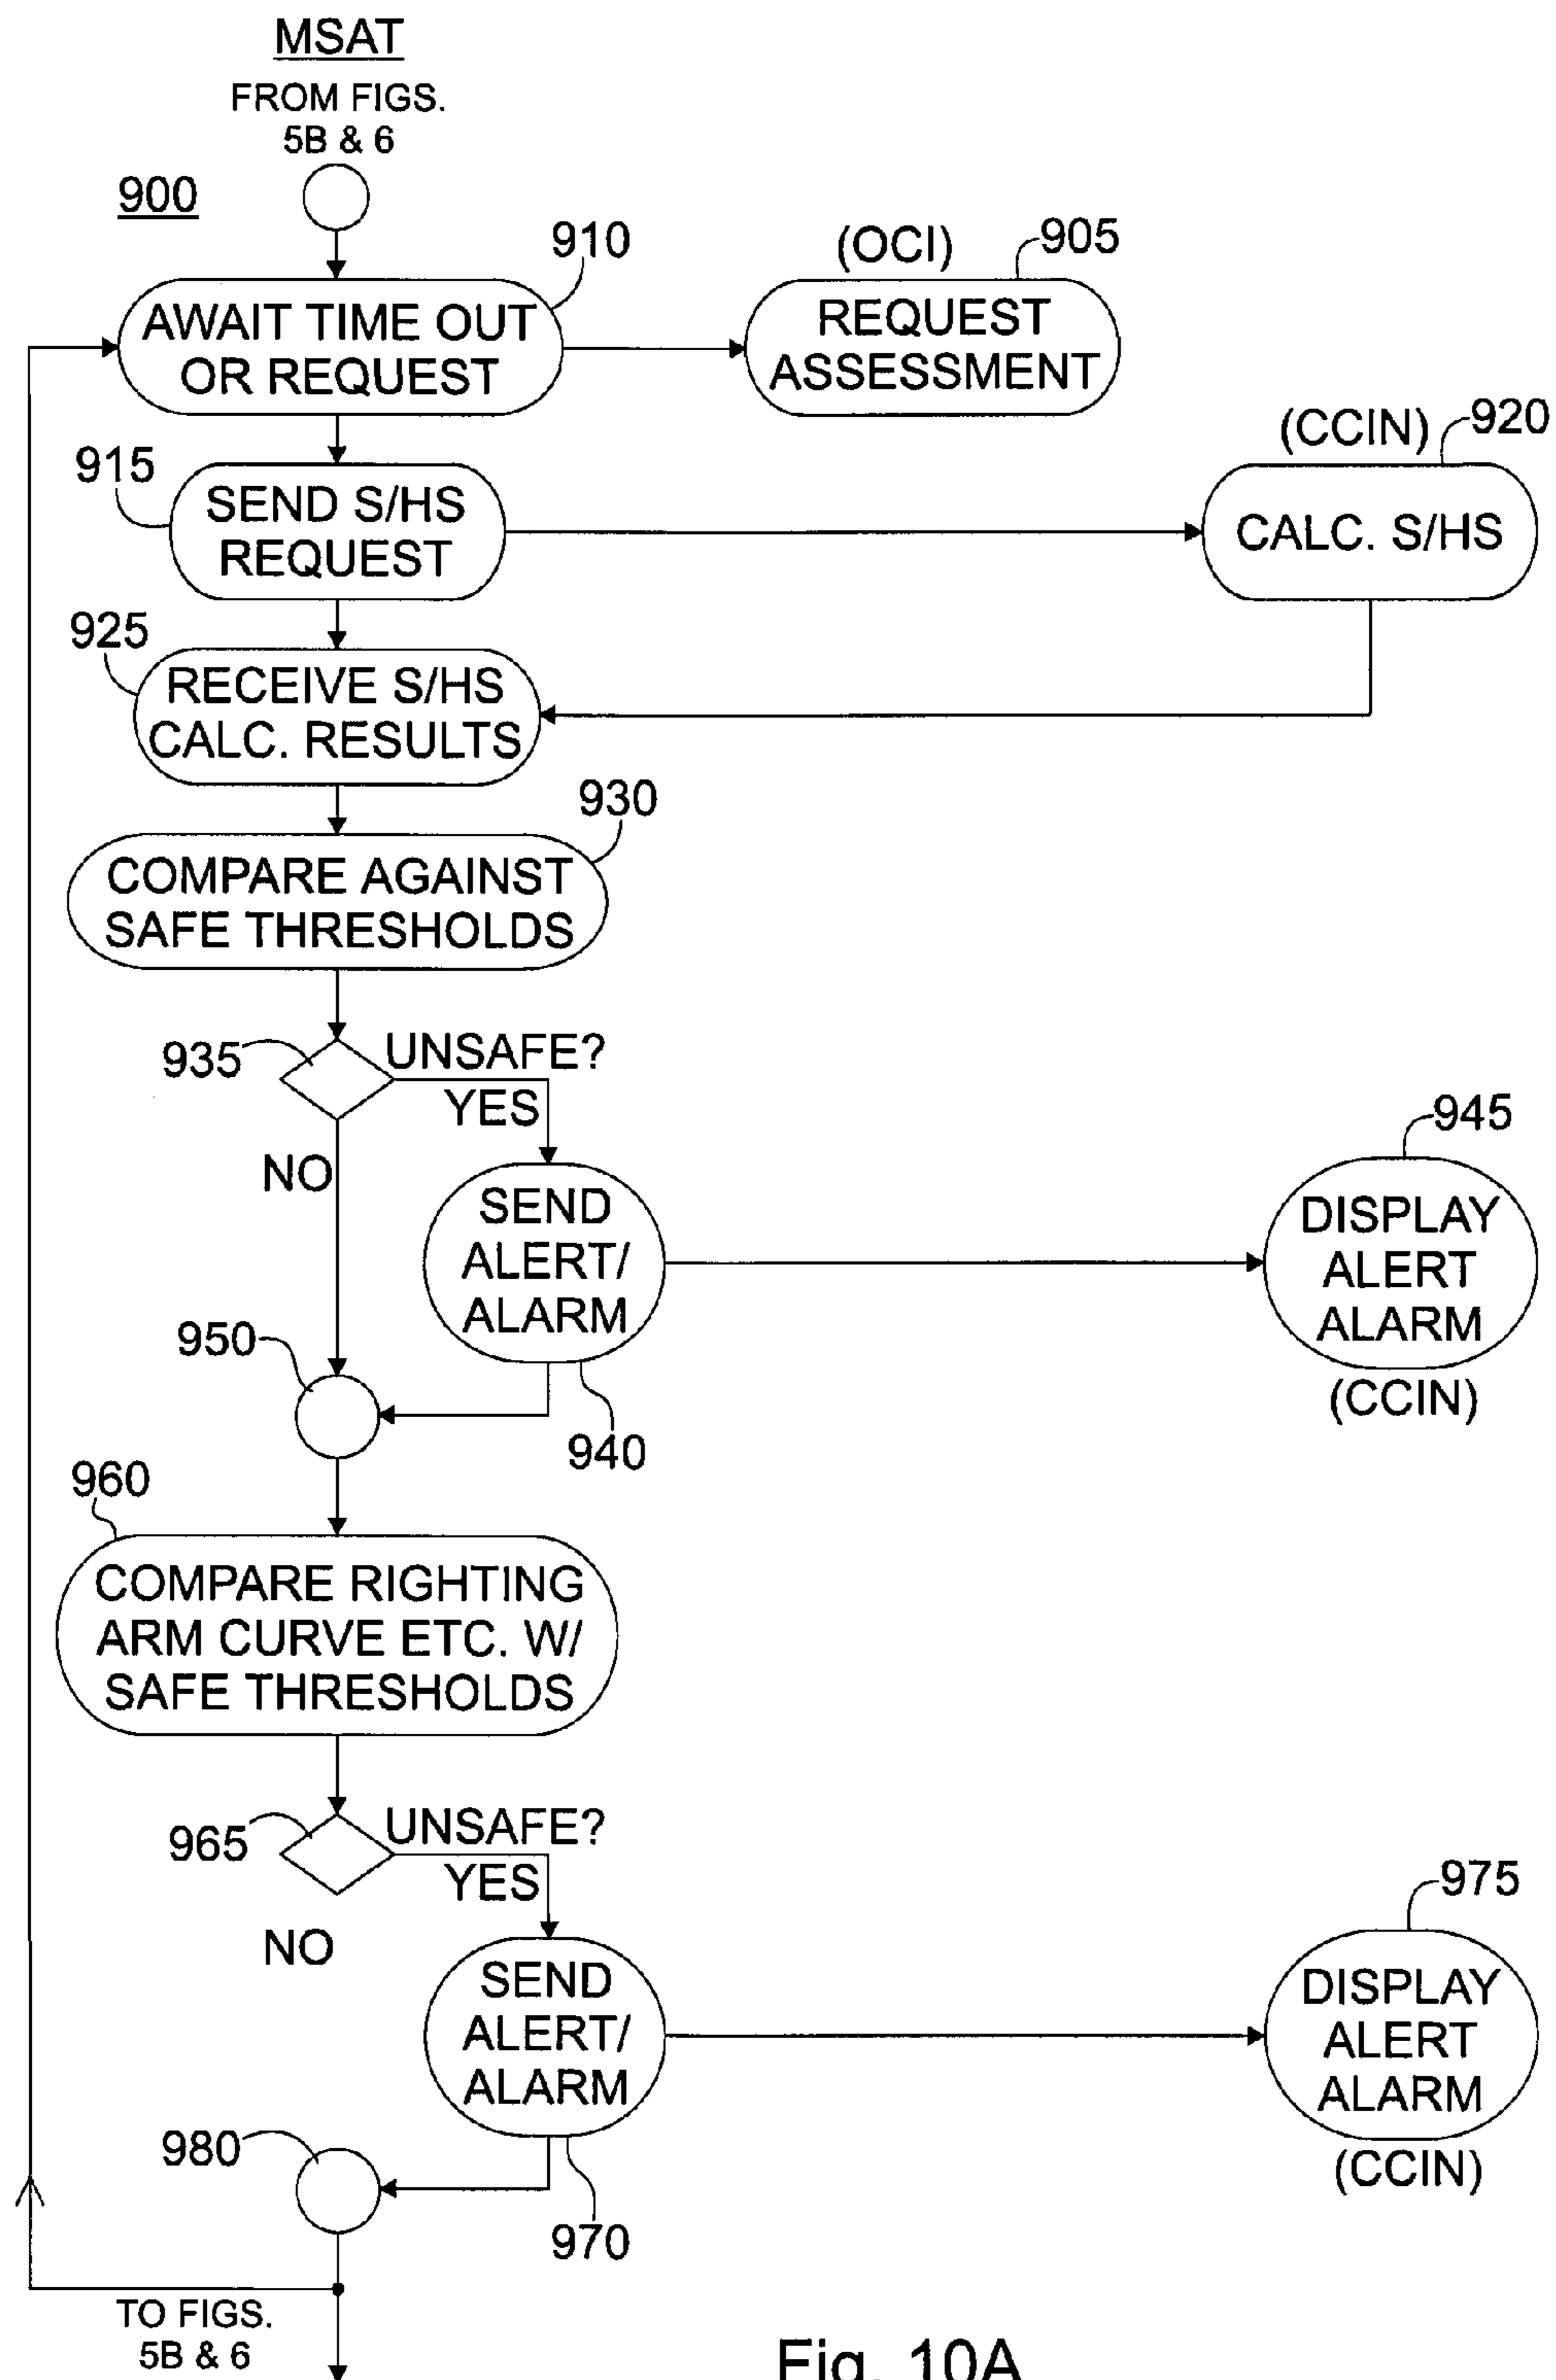 MSAT
FROM FIGS.
5B & 6
900
910
(OCI)
905
AWAIT TIME OUT
OR REQUEST
REQUEST
ASSESSMENT
(CCIN)
920
915
SEND S/HS
REQUEST
CALC. S/HS
925
RECEIVE S/HS
CALC. RESULTS
930
COMPARE AGAINST
SAFE THRESHOLDS
935
UNSAFE?
YES
NO
945
SEND
ALERT/
ALARM
DISPLAY
ALERT
ALARM
(CCIN)
950
940
960
COMPARE RIGHTING
ARM CURVE ETC. W/
SAFE THRESHOLDS
965
UNSAFE?
YES
NO
975
SEND
ALERT/
ALARM
DISPLAY
ALERT
ALARM
(CCIN)
980
970
TO FIGS.
5B & 6
Fig. 10A